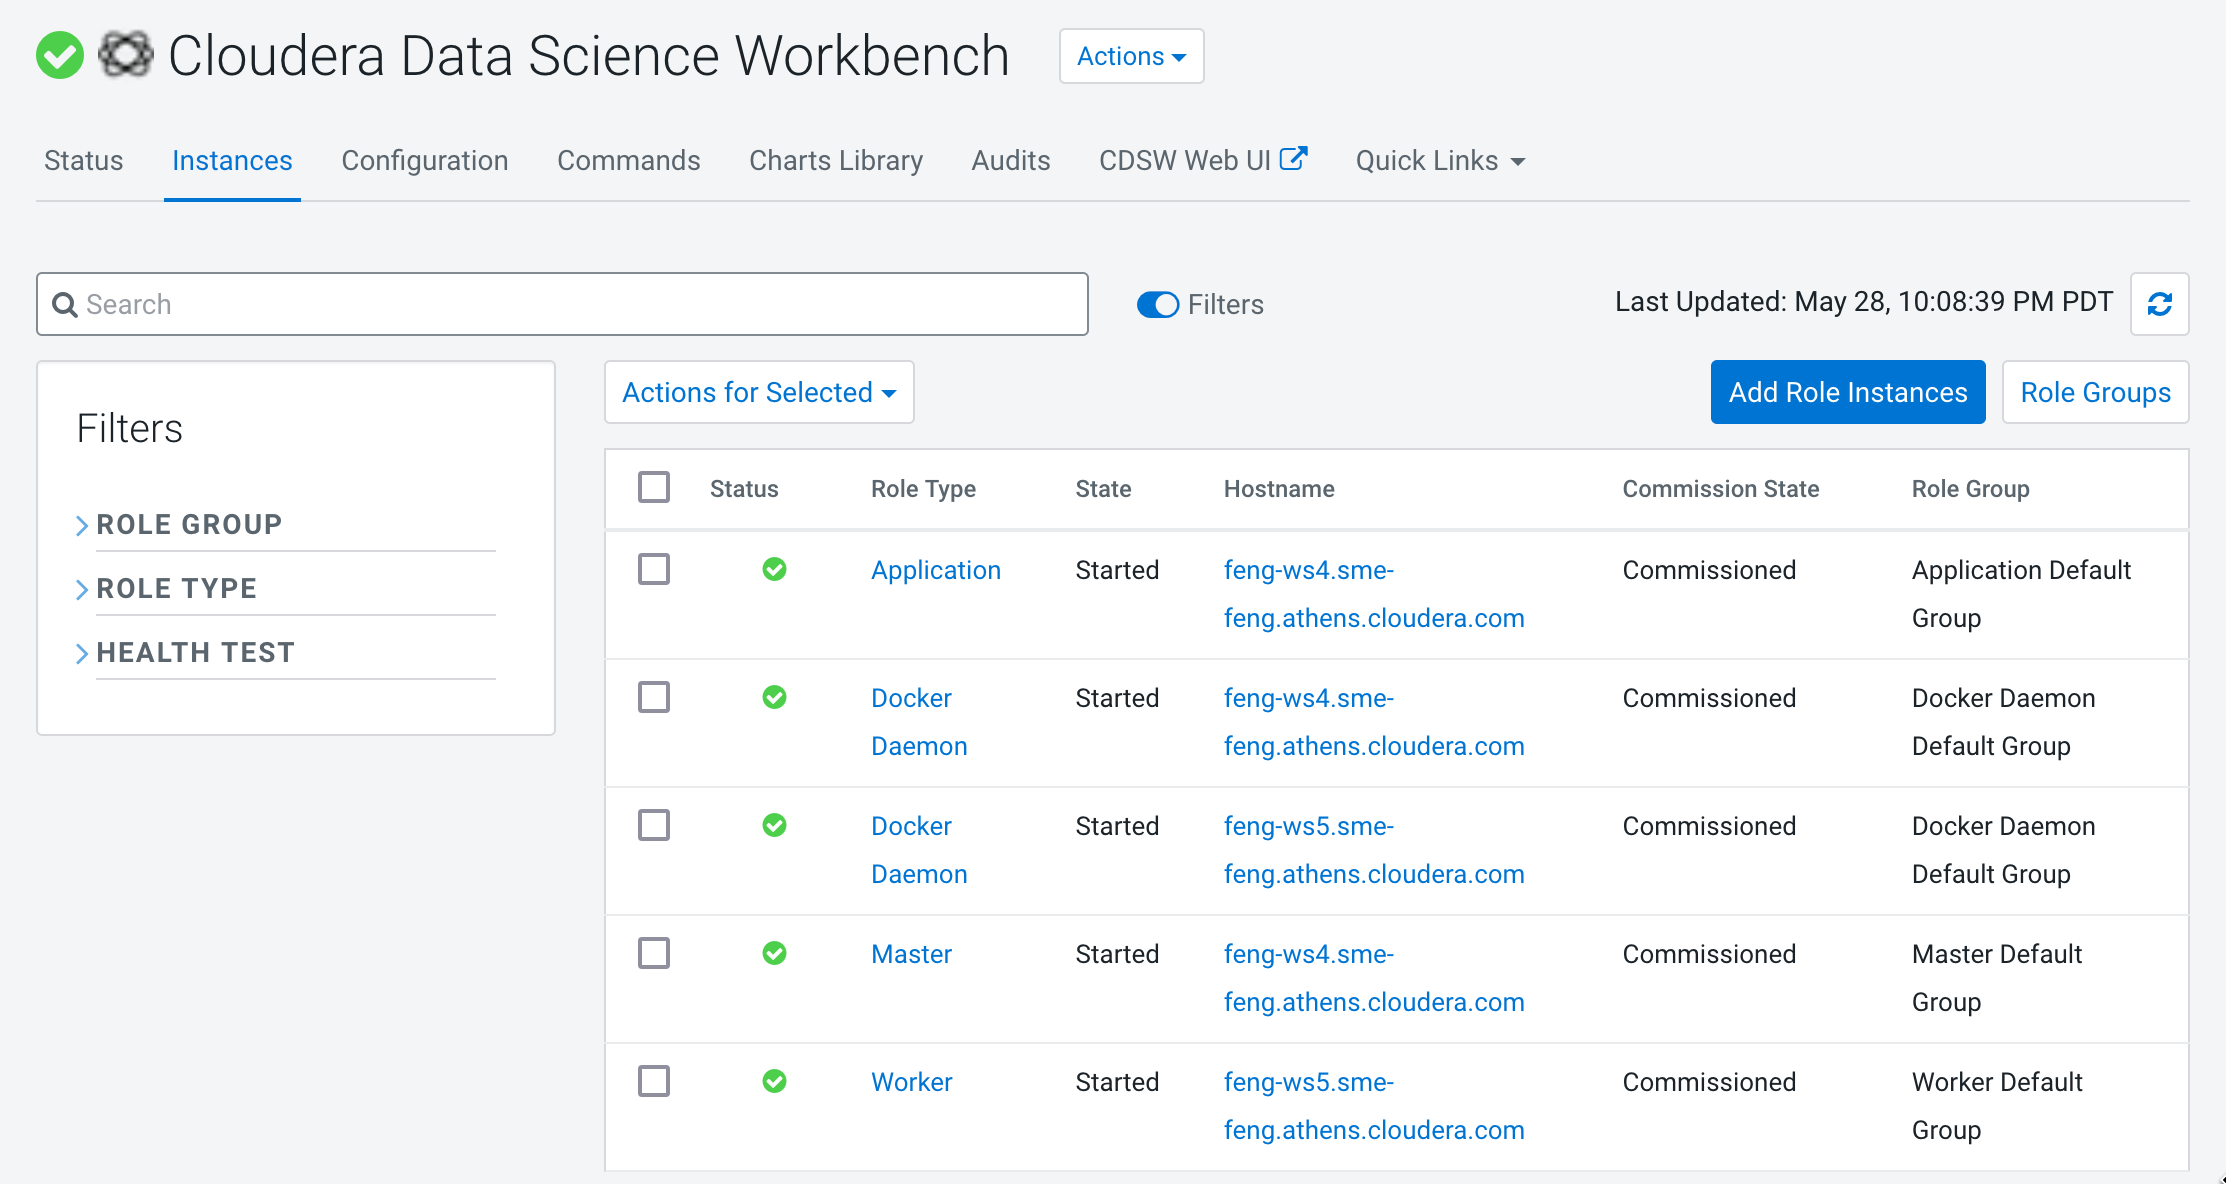 Cloudera Data Science Workbench
Actions
Status Instances Configuration Commands Charts Library Audits CDSW Web UI Quick Links
Search
Filters
Last Updated: May 28, 10:08:39 PM PDT
Filters
ROLE GROUP
ROLE TYPE
HEALTH TEST
Actions for Selected
Add Role Instances
Role Groups
Status Role Type State Hostname Commission State Role Group
Application Started feng-ws4.sme- Commissioned Application Default
feng.athens.cloudera.com Group
Docker Started feng-ws4.sme- Commissioned Docker Daemon
Daemon feng.athens.cloudera.com Default Group
Docker Started feng-ws5.sme- Commissioned Docker Daemon
Daemon feng.athens.cloudera.com Default Group
Master Started feng-ws4.sme- Commissioned Master Default
feng.athens.cloudera.com Group
Worker Started feng-ws5.sme- Commissioned Worker Default
feng.athens.cloudera.com Group